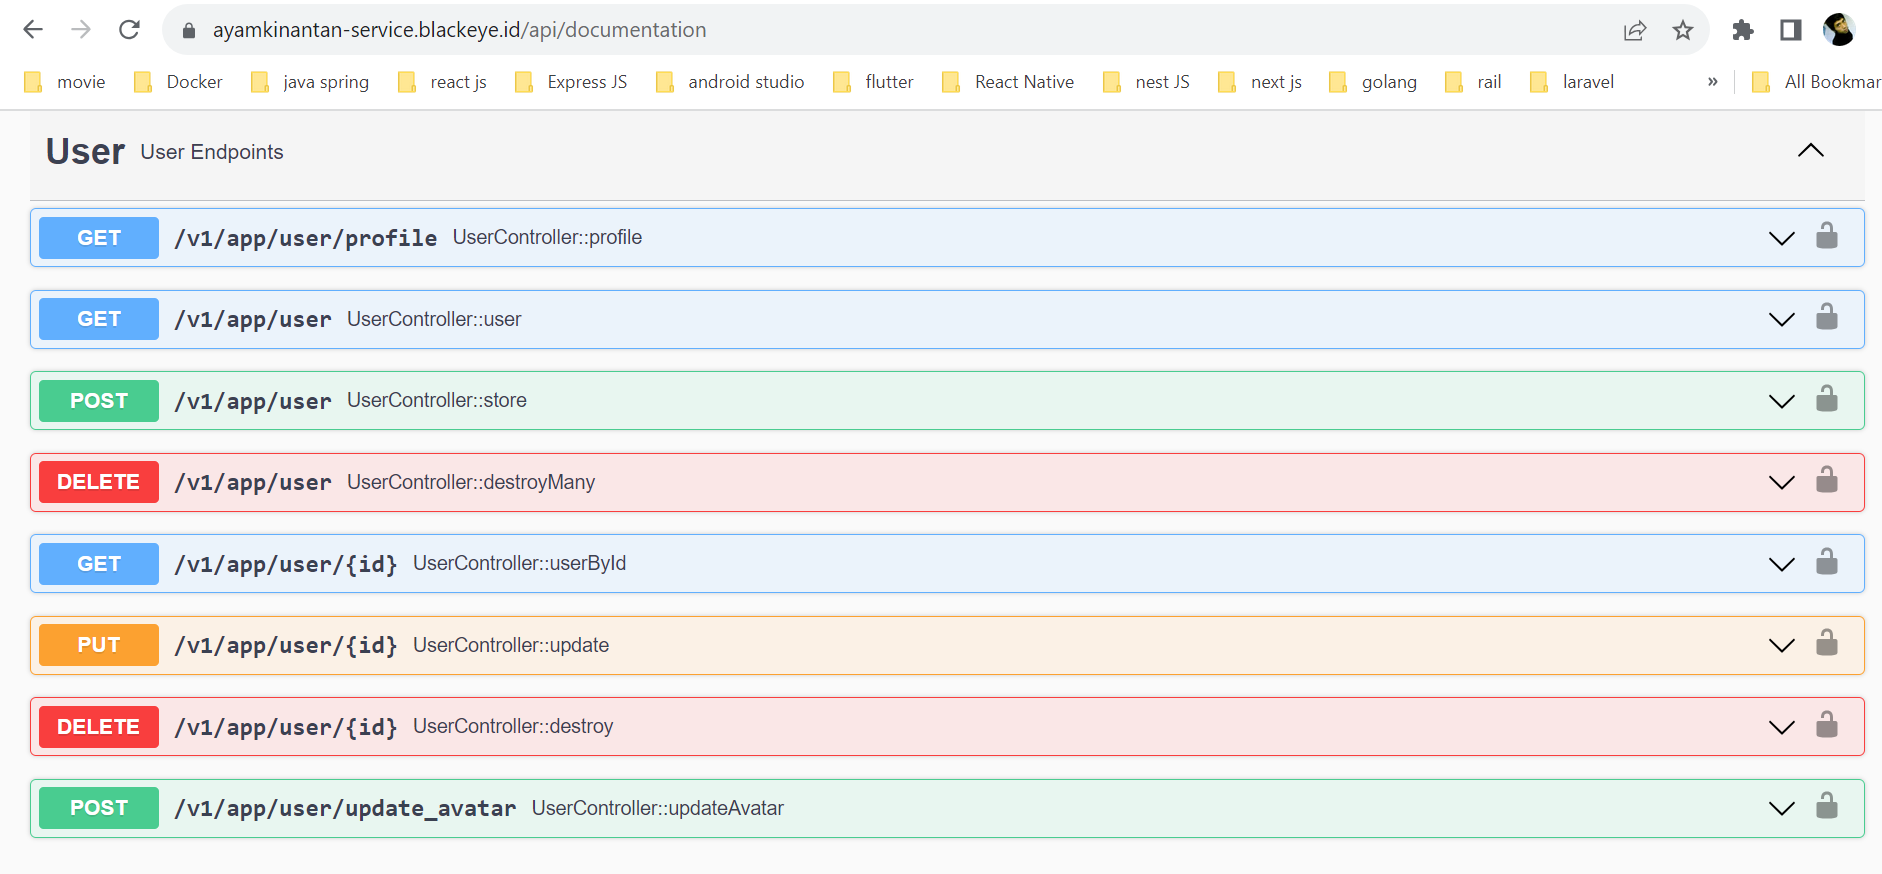 ayamkinantan-service.blackeye.id/api/documentation
movie Docker java spring react js Express JS android studio flutter React Native nest JS next js golang rail laravel » All Bookmar
User User Endpoints
GET /v1/app/user/profile UserController::profile
GET /v1/app/user UserController::user
POST /v1/app/user UserController::store
DELETE /v1/app/user UserController::destroyMany
GET /v1/app/user/{id} UserController::userById
PUT /v1/app/user/{id} UserController::update
DELETE /v1/app/user/{id} UserController::destroy
POST /v1/app/user/update_avatar UserController::updateAvatar